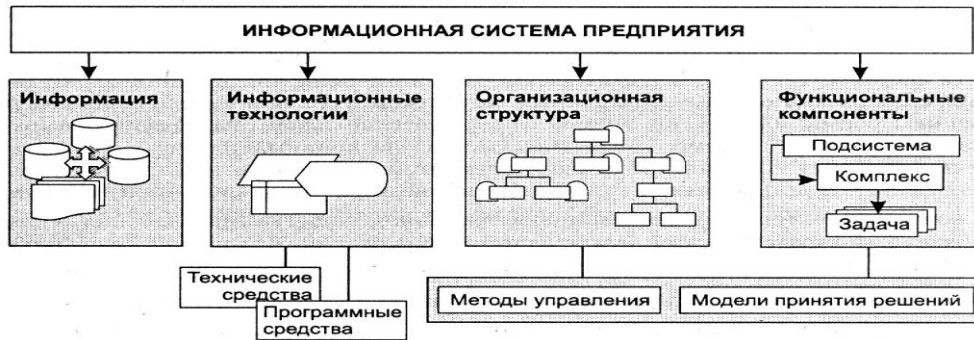 ИНФОРМАЦИОННАЯ СИСТЕМА ПРЕДПРИЯТИЯ
Информация
Информационные
технологии
Организационная
структура
Функциональные
компоненты
Подсистема
Комплекс
Задача
Технические
средства
Программные
средства
Методы управления
Модели принятия решений